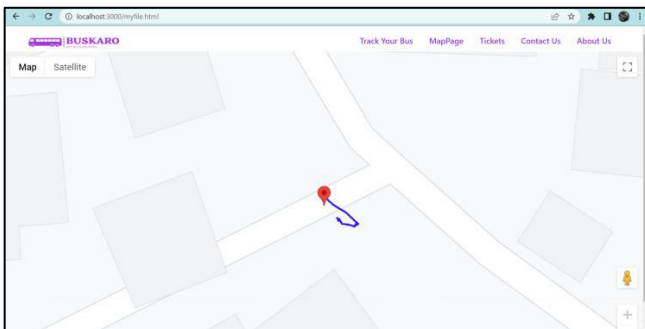 localhost:3000/myfile.html
BUSKARO
Track Your Bus MapPage Tickets Contact Us About Us
Map Satellite